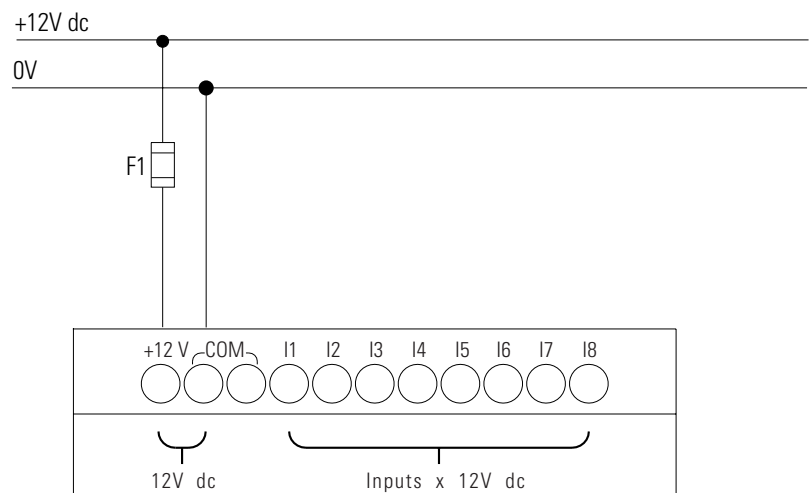 +12V dc
0V
F1
+12 V COM I1 I2 I3 I4 I5 I6 I7 I8
12V dc Inputs x 12V dc